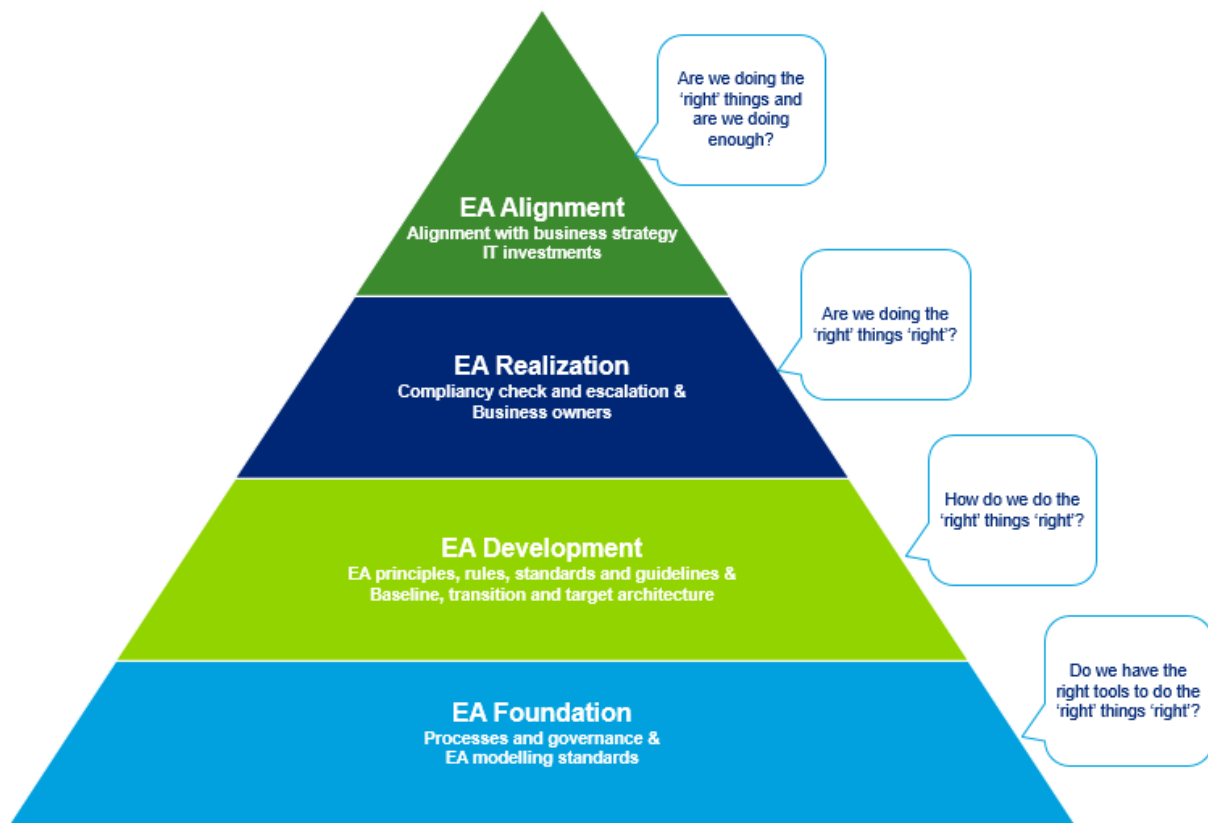 Are we doing the
‘right’ things and
are we doing
enough?
EA Alignment
Alignment with business strategy
IT investments
Are we doing the
‘right’ things ‘right’?
EA Realization
Compliancy check and escalation &
Business owners
How do we do the
‘right’ things ‘right’?
EA Development
EA principles, rules, standards and guidelines &
Baseline, transition and target architecture
Do we have the
right tools to do the
‘right’ things ‘right’?
EA Foundation
Processes and governance &
EA modelling standards